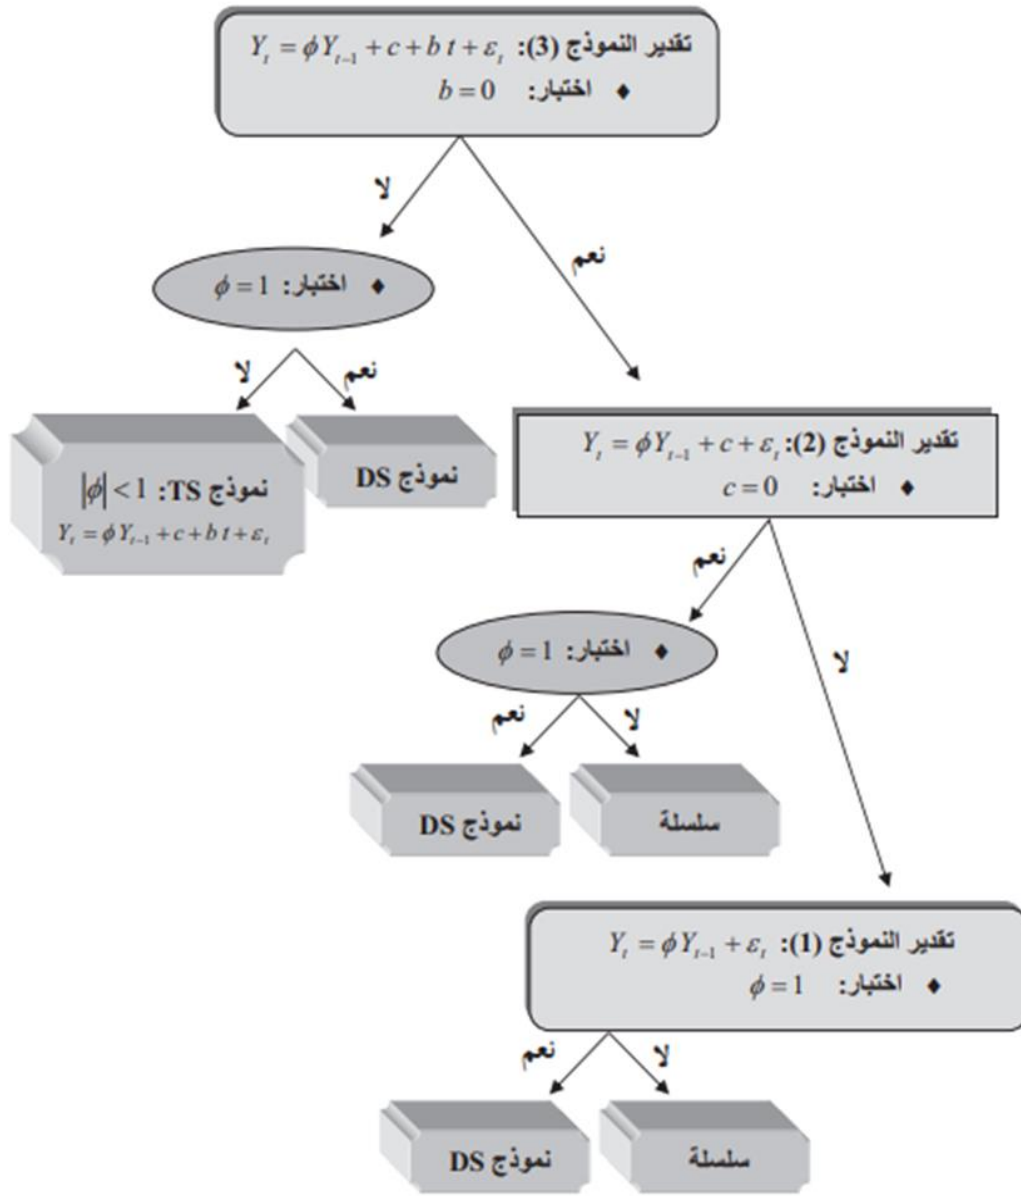 تقدير النموذج (3): Y_t = φY_{t-1} + c + b t + ε_t
♦ اختبار: b = 0
لا
نعم
♦ اختبار: φ = 1
لا
نعم
نموذج TS: |φ| < 1
Y_t = φY_{t-1} + c + b t + ε_t
نموذج DS
تقدير النموذج (2): Y_t = φY_{t-1} + c + ε_t
♦ اختبار: c = 0
نعم
لا
♦ اختبار: φ = 1
نعم
لا
نموذج DS
سلسلة
تقدير النموذج (1): Y_t = φY_{t-1} + ε_t
♦ اختبار: φ = 1
نعم
لا
نموذج DS
سلسلة